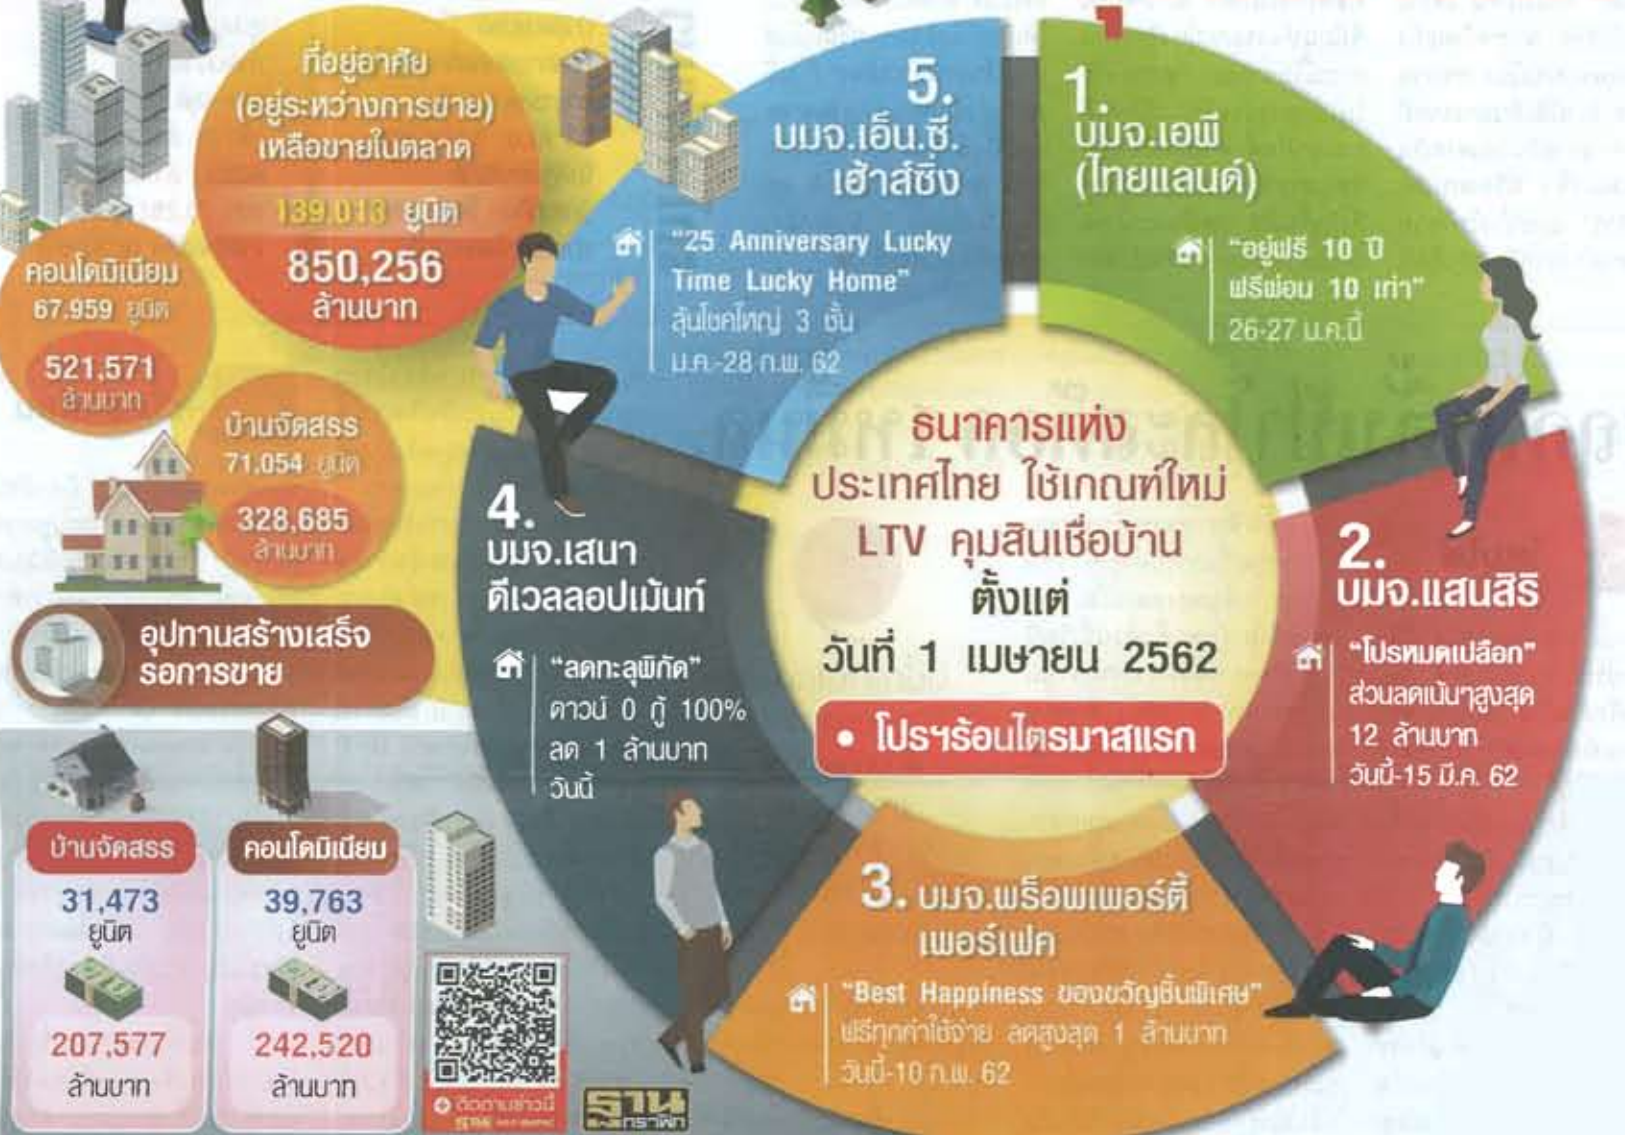 ที่อยู่อาศัย
(อยู่ระหว่างการขาย)
เหลือขายในตลาด
139.013 ยูนิต
850,256
ล้านบาท
คอนโดมิเนียม
67.959 ยูนิต
521,571
ล้านบาท
บ้านจัดสรร
71.054 ยูนิต
328,685
ล้านบาท
อุปทานสร้างเสร็จ
รอการขาย
บ้านจัดสรร
31,473
ยูนิต
207,577
ล้านบาท
คอนโดมิเนียม
39,763
ยูนิต
242,520
ล้านบาท
ธนาคารแห่ง
ประเทศไทย ใช้เกณฑ์ใหม่
LTV คุมสินเชื่อบ้าน
ตั้งแต่
วันที่ 1 เมษายน 2562
• โปรฯร้อนไตรมาสแรก
1.
บมจ.เอพี
(ไทยแลนด์)
"อยู่ฟรี 10 ปี
ฟรีผ่อน 10 เท่า"
26-27 ม.ค.นี้
2.
บมจ.แสนสิริ
"โปรหมดเปลือก"
ส่วนลดเน้นๆสูงสุด
12 ล้านบาท
วันนี้-15 มี.ค. 62
3. บมจ.พร็อพเพอร์ตี้
เพอร์เฟค
"Best Happiness ของขวัญชิ้นพิเศษ"
ฟรีทุกค่าใช้จ่าย ลดสูงสุด 1 ล้านบาท
วันนี้-10 ก.พ. 62
4.
บมจ.เสนา
ดีเวลลอปเม้นท์
"ลดทะลุพิกัด"
ดาวน์ 0 กู้ 100%
ลด 1 ล้านบาท
วันนี้
5.
บมจ.เอ็น.ซี.
เฮ้าส์ซิ่ง
"25 Anniversary Lucky
Time Lucky Home"
ลุ้นโชคใหญ่ 3 ชั้น
ม.ค.-28 ก.พ. 62
ติดตามข่าวนี้
ฐาน
กราฟิก